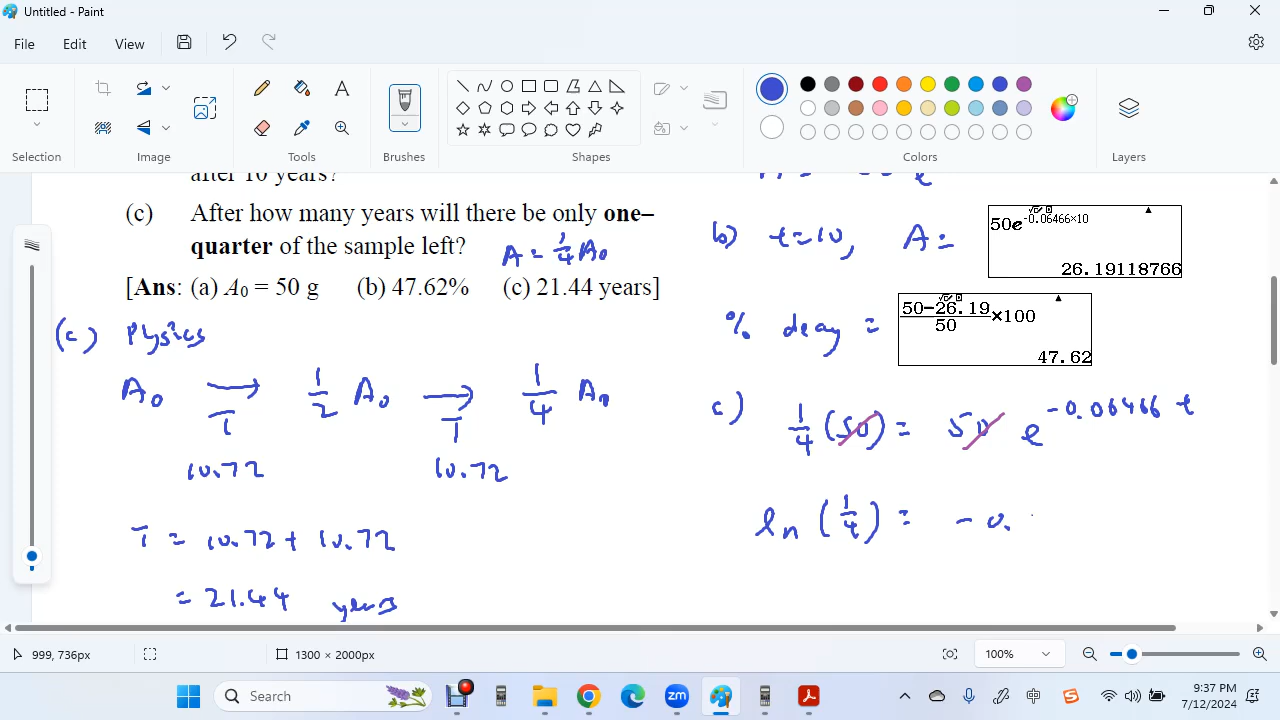 Untitled - Paint
File Edit View
Selection Image Tools Brushes Shapes Colors Layers
after 10 years?
(c) After how many years will there be only one–
quarter of the sample left? A = 1/4 A₀
[Ans: (a) A₀ = 50 g (b) 47.62% (c) 21.44 years]
(c) Physics
A₀ → 1/2 A₀ → 1/4 A₀
T T
10.72 10.72
T = 10.72 + 10.72
= 21.44 years
b) t = 10, A =
50e^-0.06466×10
26.19118766
% decay =
50-26.19
50
×100
47.62
c) 1/4 (50) = 50 e^-0.06466 t
ln (1/4) = - 0.
999, 736px
1300 × 2000px
100%
Search
zm
中
9:37 PM
7/12/2024